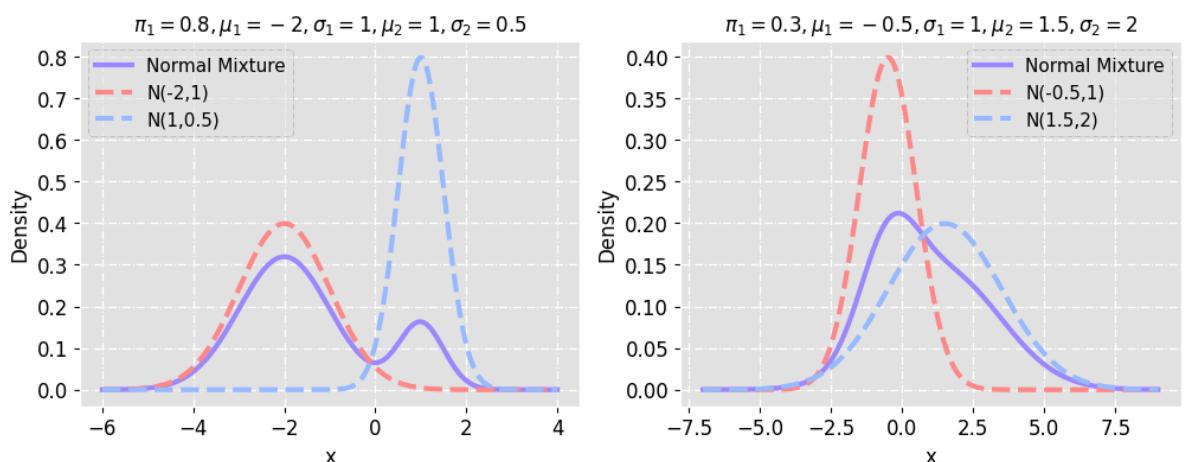 π₁ = 0.8, μ₁ = −2, σ₁ = 1, μ₂ = 1, σ₂ = 0.5
Normal Mixture
N(-2,1)
N(1,0.5)
Density
0.8
0.7
0.6
0.5
0.4
0.3
0.2
0.1
0.0
−6 −4 −2 0 2 4
x
π₁ = 0.3, μ₁ = −0.5, σ₁ = 1, μ₂ = 1.5, σ₂ = 2
Normal Mixture
N(-0.5,1)
N(1.5,2)
Density
0.40
0.35
0.30
0.25
0.20
0.15
0.10
0.05
0.00
−7.5 −5.0 −2.5 0.0 2.5 5.0 7.5
x